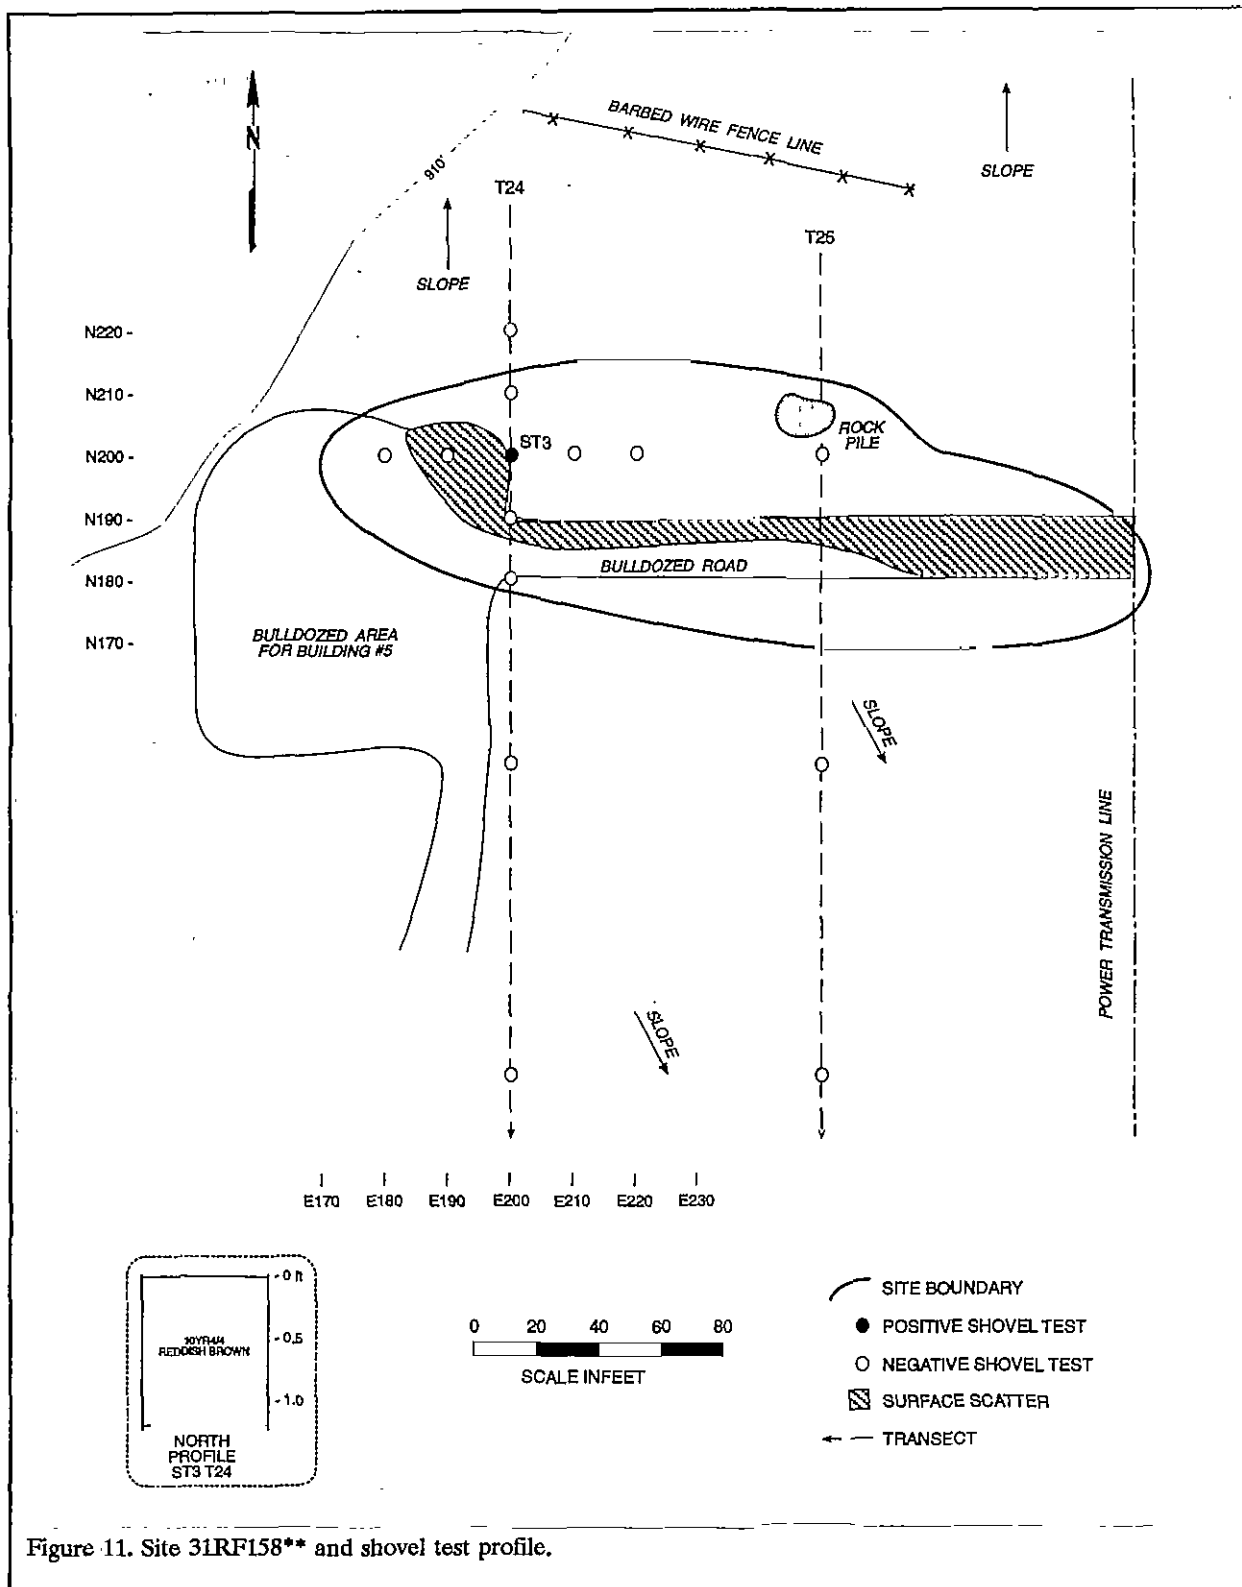 N
910'
BARBED WIRE FENCE LINE
SLOPE
T24
SLOPE
T25
N220 -
N210 -
N200 -
N190 -
N180 -
N170 -
ST3
ROCK
PILE
BULLDOZED ROAD
BULLDOZED AREA
FOR BUILDING #5
SLOPE
POWER TRANSMISSION LINE
SLOPE
E170 E180 E190 E200 E210 E220 E230
- 0 ft
10YR4/4
REDDISH BROWN
- 0.5
- 1.0
NORTH
PROFILE
ST3 T24
0 20 40 60 80
SCALE INFEET
SITE BOUNDARY
POSITIVE SHOVEL TEST
NEGATIVE SHOVEL TEST
SURFACE SCATTER
TRANSECT
Figure 11. Site 31RF158** and shovel test profile.